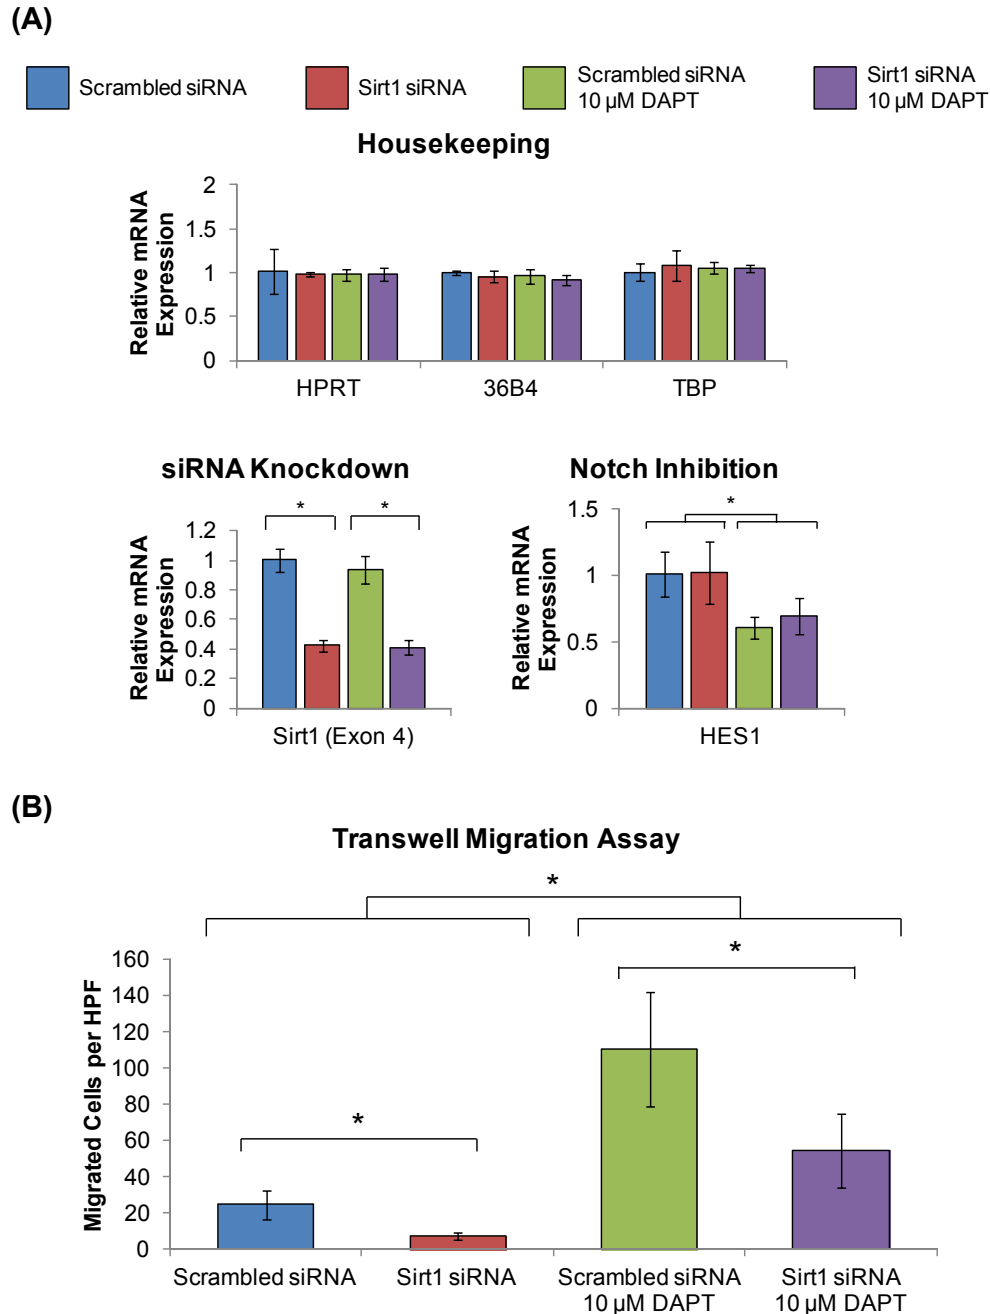 (A)
Scrambled siRNA
Sirt1 siRNA
Scrambled siRNA
10 µM DAPT
Sirt1 siRNA
10 µM DAPT
Housekeeping
Relative mRNA
Expression
2
1.5
1
0.5
0
HPRT
36B4
TBP
siRNA Knockdown
Relative mRNA
Expression
1.2
1
0.8
0.6
0.4
0.2
0
*
*
Sirt1 (Exon 4)
Notch Inhibition
Relative mRNA
Expression
1.5
1
0.5
0
*
HES1
(B)
Transwell Migration Assay
*
*
*
Migrated Cells per HPF
160
140
120
100
80
60
40
20
0
Scrambled siRNA
Sirt1 siRNA
Scrambled siRNA
10 µM DAPT
Sirt1 siRNA
10 µM DAPT